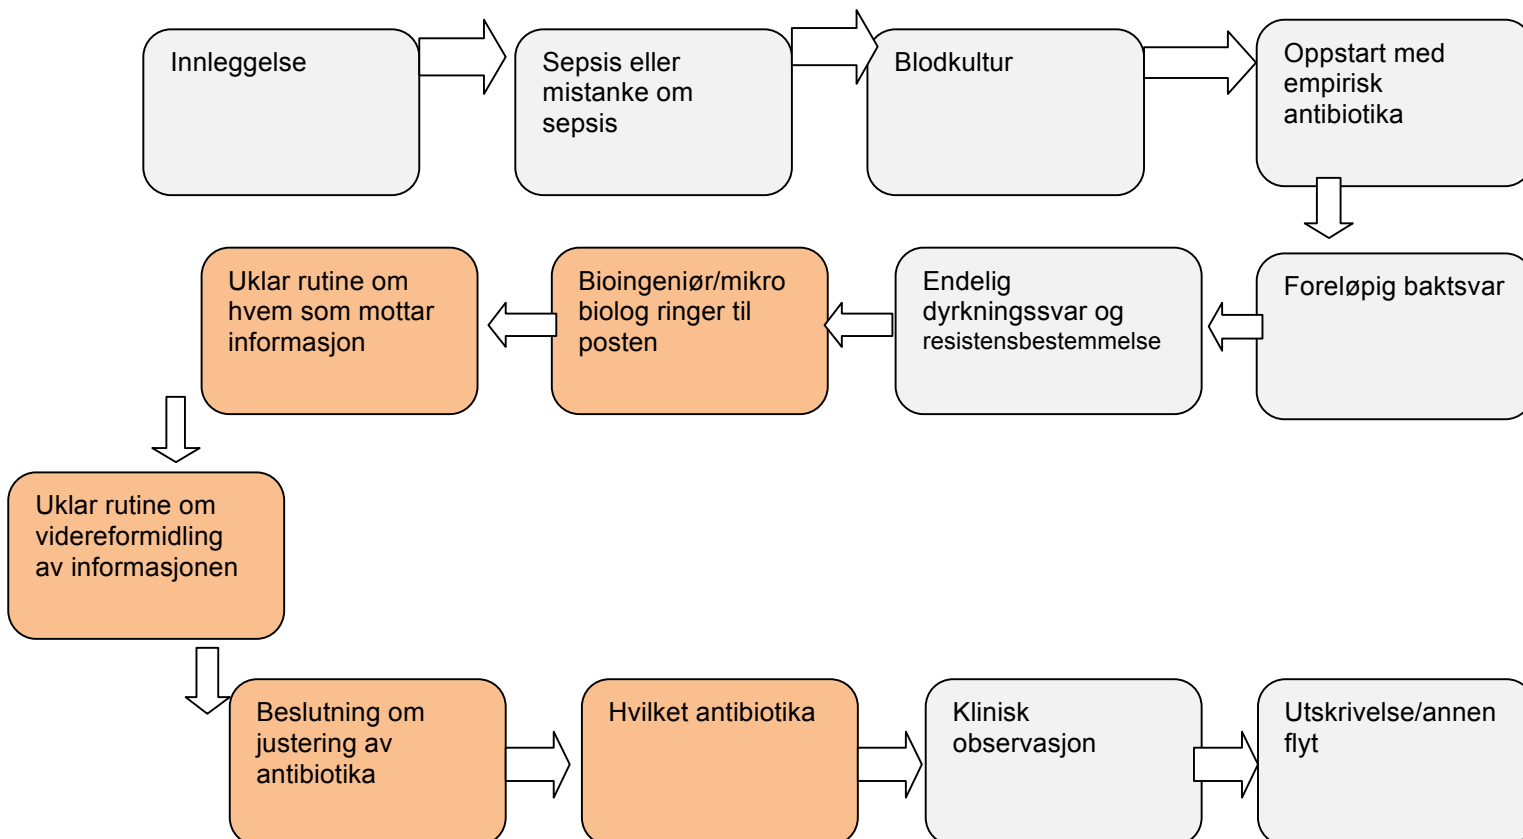 Innleggelse
Sepsis eller
mistanke om
sepsis
Blodkultur
Oppstart med
empirisk
antibiotika
Foreløpig baktsvar
Endelig
dyrkningssvar og
resistensbestemmelse
Bioingeniør/mikro
biolog ringer til
posten
Uklar rutine om
hvem som mottar
informasjon
Uklar rutine om
videreformidling
av informasjonen
Beslutning om
justering av
antibiotika
Hvilket antibiotika
Klinisk
observasjon
Utskrivelse/annen
flyt